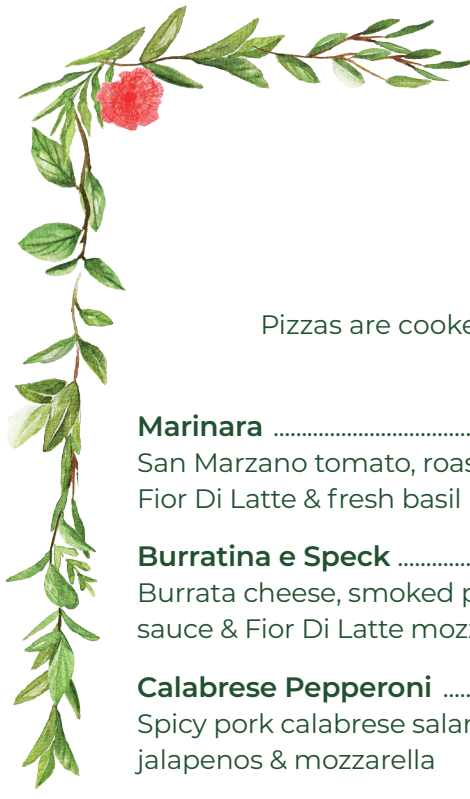 Pizzas are cooke
Marinara ........................................
San Marzano tomato, roas
Fior Di Latte & fresh basil
Burratina e Speck ..............
Burrata cheese, smoked p
sauce & Fior Di Latte moz
Calabrese Pepperoni .....
Spicy pork calabrese salar
jalapenos & mozzarella